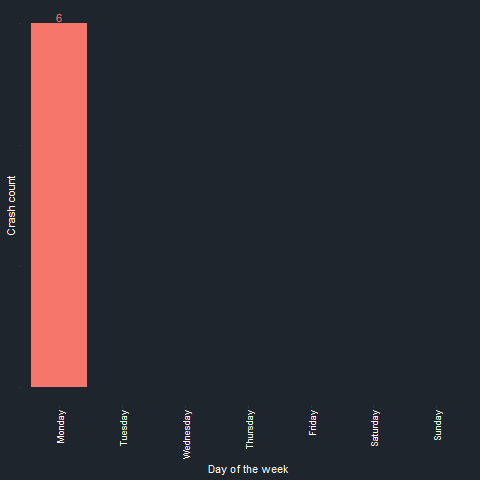 6
Crash count
Monday
Tuesday
Wednesday
Thursday
Friday
Saturday
Sunday
Day of the week